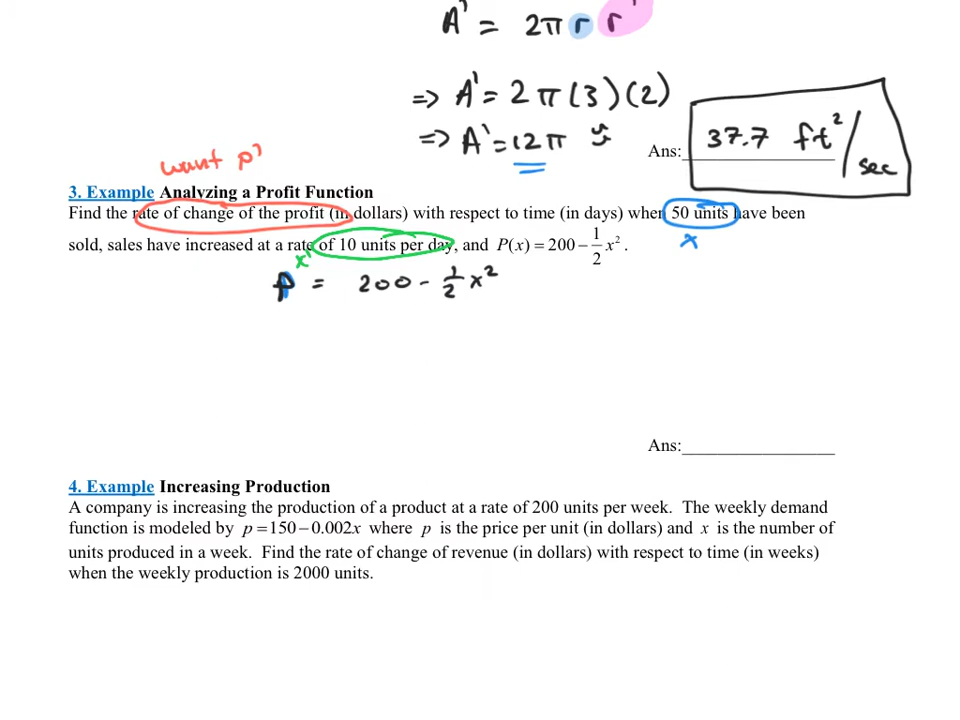 A' = 2π r r'
=> A' = 2π(3)(2)
=> A' = 12π
Ans: 37.7 ft²/sec
want p'
3. Example Analyzing a Profit Function
Find the rate of change of the profit (in dollars) with respect to time (in days) when 50 units have been
sold, sales have increased at a rate of 10 units per day, and P(x) = 200 − 1/2 x².
x' x
P = 200 - 1/2 x²
Ans:
4. Example Increasing Production
A company is increasing the production of a product at a rate of 200 units per week. The weekly demand
function is modeled by p = 150 − 0.002x where p is the price per unit (in dollars) and x is the number of
units produced in a week. Find the rate of change of revenue (in dollars) with respect to time (in weeks)
when the weekly production is 2000 units.